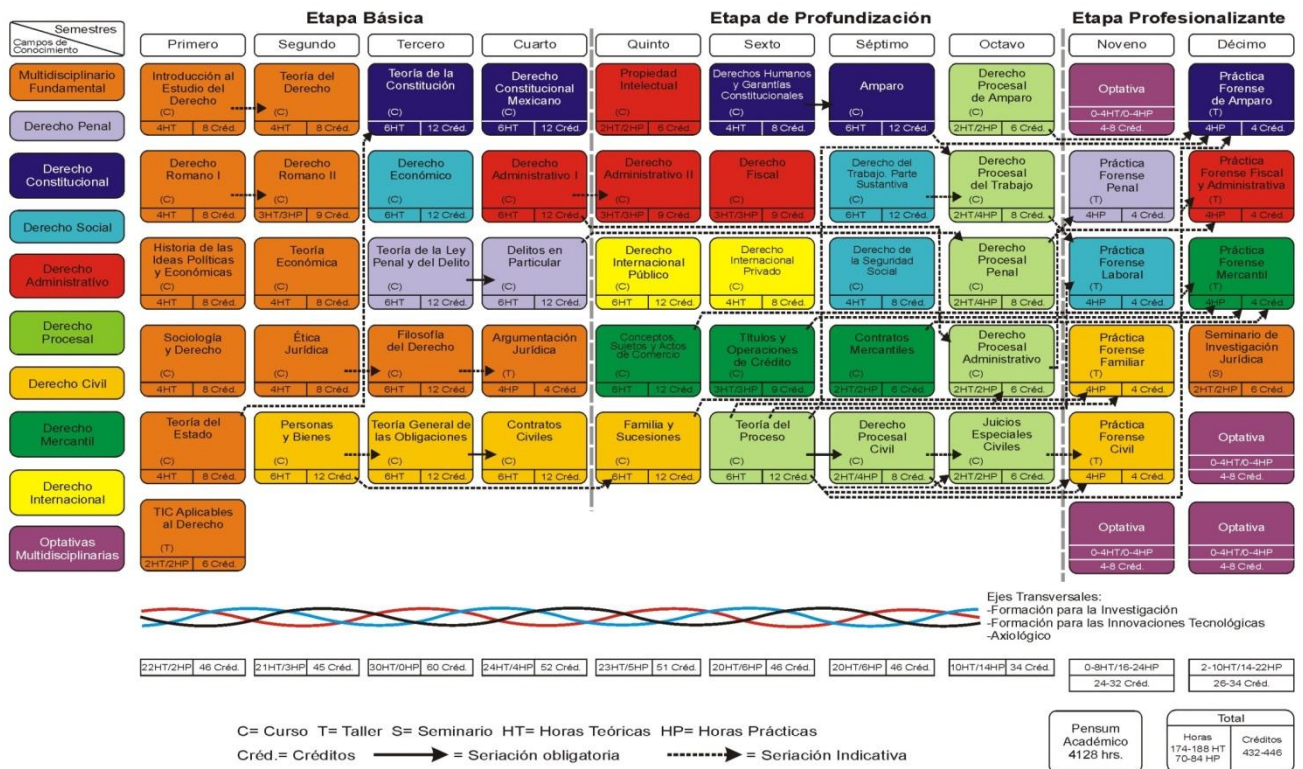 Etapa Básica
Etapa de Profundización
Etapa Profesionalizante
Semestres
Campos de
Conocimiento
Primero
Segundo
Tercero
Cuarto
Quinto
Sexto
Séptimo
Octavo
Noveno
Décimo
Multidisciplinario
Fundamental
Derecho Penal
Derecho
Constitucional
Derecho Social
Derecho
Administrativo
Derecho
Procesal
Derecho Civil
Derecho
Mercantil
Derecho
Internacional
Optativas
Multidisciplinarias
Introducción al
Estudio del
Derecho
(C)
4HT 8 Créd.
Teoría del
Derecho
(C)
4HT 8 Créd.
Teoría de la
Constitución
(C)
6HT 12 Créd.
Derecho
Constitucional
Mexicano
(C)
6HT 12 Créd.
Propiedad
Intelectual
(C)
2HT/2HP 6 Créd.
Derechos Humanos
y Garantías
Constitucionales
(C)
4HT 8 Créd.
Amparo
(C)
6HT 12 Créd.
Derecho
Procesal
de Amparo
(C)
2HT/2HP 6 Créd.
Optativa
0-4HT/0-4HP
4-8 Créd.
Práctica
Forense
de Amparo
(T)
4HP 4 Créd.
Derecho
Romano I
(C)
4HT 8 Créd.
Derecho
Romano II
(C)
3HT/3HP 9 Créd.
Derecho
Económico
(C)
6HT 12 Créd.
Derecho
Administrativo I
(C)
6HT 12 Créd.
Derecho
Administrativo II
(C)
3HT/3HP 9 Créd.
Derecho
Fiscal
(C)
3HT/3HP 9 Créd.
Derecho del
Trabajo. Parte
Sustantiva
(C)
6HT 12 Créd.
Derecho
Procesal
del Trabajo
(C)
2HT/4HP 8 Créd.
Práctica
Forense
Penal
(T)
4HP 4 Créd.
Práctica
Forense Fiscal
y Administrativa
(T)
4HP 4 Créd.
Historia de las
Ideas Políticas
y Económicas
(C)
4HT 8 Créd.
Teoría
Económica
(C)
4HT 8 Créd.
Teoría de la Ley
Penal y del Delito
(C)
6HT 12 Créd.
Delitos en
Particular
(C)
6HT 12 Créd.
Derecho
Internacional
Público
(C)
6HT 12 Créd.
Derecho
Internacional
Privado
(C)
4HT 8 Créd.
Derecho de
la Seguridad
Social
(C)
4HT 8 Créd.
Derecho
Procesal
Penal
(C)
2HT/4HP 8 Créd.
Práctica
Forense
Laboral
(T)
4HP 4 Créd.
Práctica
Forense
Mercantil
(T)
4HP 4 Créd.
Sociología
y Derecho
(C)
4HT 8 Créd.
Ética
Jurídica
(C)
4HT 8 Créd.
Filosofía
del Derecho
(C)
6HT 12 Créd.
Argumentación
Jurídica
(T)
4HP 4 Créd.
Conceptos,
Sujetos y Actos
de Comercio
(C)
6HT 12 Créd.
Títulos y
Operaciones
de Crédito
(C)
3HT/3HP 9 Créd.
Contratos
Mercantiles
(C)
2HT/2HP 6 Créd.
Derecho
Procesal
Administrativo
(C)
2HT/2HP 6 Créd.
Práctica
Forense
Familiar
(T)
4HP 4 Créd.
Seminario de
Investigación
Jurídica
(S)
2HT/2HP 6 Créd.
Teoría del
Estado
(C)
4HT 8 Créd.
Personas
y Bienes
(C)
6HT 12 Créd.
Teoría General de
las Obligaciones
(C)
6HT 12 Créd.
Contratos
Civiles
(C)
6HT 12 Créd.
Familia y
Sucesiones
(C)
6HT 12 Créd.
Teoría del
Proceso
(C)
6HT 12 Créd.
Derecho
Procesal
Civil
(C)
2HT/4HP 8 Créd.
Juicios
Especiales
Civiles
(C)
2HT/2HP 6 Créd.
Práctica
Forense
Civil
(T)
4HP 4 Créd.
Optativa
0-4HT/0-4HP
4-8 Créd.
TIC Aplicables
al Derecho
(T)
2HT/2HP 6 Créd.
Optativa
0-4HT/0-4HP
4-8 Créd.
Optativa
0-4HT/0-4HP
4-8 Créd.
Ejes Transversales:
-Formación para la Investigación
-Formación para las Innovaciones Tecnológicas
-Axiológico
22HT/2HP 46 Créd.
21HT/3HP 45 Créd.
30HT/0HP 60 Créd.
24HT/4HP 52 Créd.
23HT/5HP 51 Créd.
20HT/6HP 46 Créd.
20HT/6HP 46 Créd.
10HT/14HP 34 Créd.
0-8HT/16-24HP
24-32 Créd.
2-10HT/14-22HP
26-34 Créd.
C= Curso T= Taller S= Seminario HT= Horas Teóricas HP= Horas Prácticas
Créd.= Créditos = Seriación obligatoria = Seriación Indicativa
Pensum
Académico
4128 hrs.
Total
Horas
174-188 HT
70-84 HP
Créditos
432-446